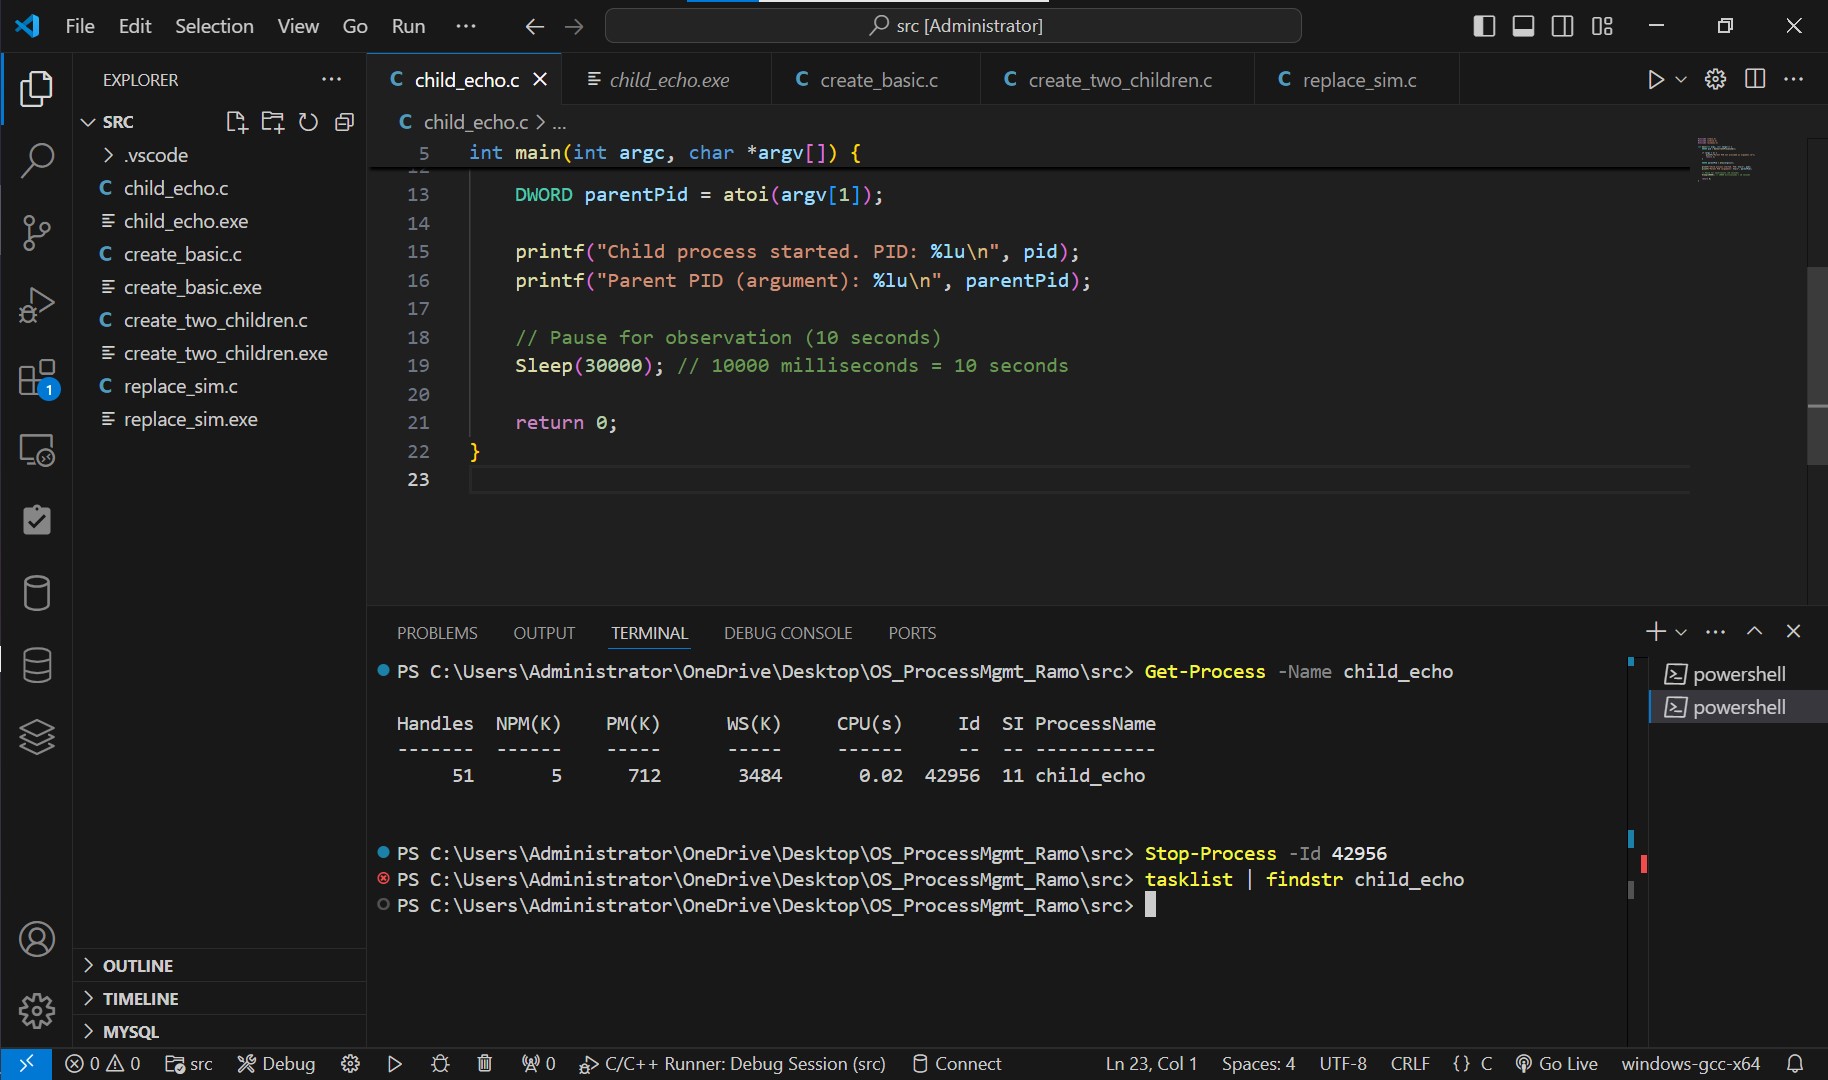 File Edit Selection View Go Run ··· src [Administrator]
EXPLORER ···
SRC
.vscode
C child_echo.c
child_echo.exe
C create_basic.c
create_basic.exe
C create_two_children.c
create_two_children.exe
C replace_sim.c
replace_sim.exe
1
OUTLINE
TIMELINE
MYSQL
C child_echo.c child_echo.exe C create_basic.c C create_two_children.c C replace_sim.c
C child_echo.c > ...
5 int main(int argc, char *argv[]) {
12
13 DWORD parentPid = atoi(argv[1]);
14
15 printf("Child process started. PID: %lu\n", pid);
16 printf("Parent PID (argument): %lu\n", parentPid);
17
18 // Pause for observation (10 seconds)
19 Sleep(30000); // 10000 milliseconds = 10 seconds
20
21 return 0;
22 }
23
PROBLEMS OUTPUT TERMINAL DEBUG CONSOLE PORTS
PS C:\Users\Administrator\OneDrive\Desktop\OS_ProcessMgmt_Ramo\src> Get-Process -Name child_echo
Handles NPM(K) PM(K) WS(K) CPU(s) Id SI ProcessName
------- ------ ----- ----- ------ -- -- -----------
51 5 712 3484 0.02 42956 11 child_echo
PS C:\Users\Administrator\OneDrive\Desktop\OS_ProcessMgmt_Ramo\src> Stop-Process -Id 42956
PS C:\Users\Administrator\OneDrive\Desktop\OS_ProcessMgmt_Ramo\src> tasklist | findstr child_echo
PS C:\Users\Administrator\OneDrive\Desktop\OS_ProcessMgmt_Ramo\src>
powershell
powershell
0 0 src Debug 0 C/C++ Runner: Debug Session (src) Connect Ln 23, Col 1 Spaces: 4 UTF-8 CRLF {} C Go Live windows-gcc-x64